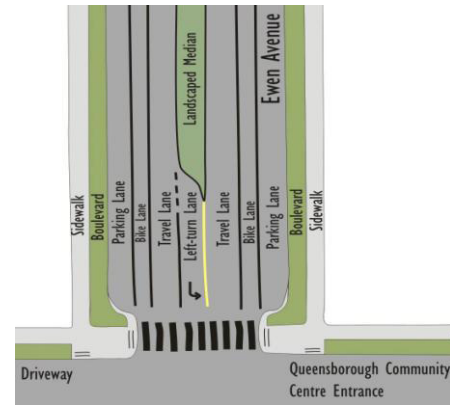 Landscaped Median
Ewen Avenue
Sidewalk
Boulevard
Parking Lane
Bike Lane
Travel Lane
Left-turn Lane
Travel Lane
Bike Lane
Parking Lane
Boulevard
Sidewalk
Driveway
Queensborough Community
Centre Entrance